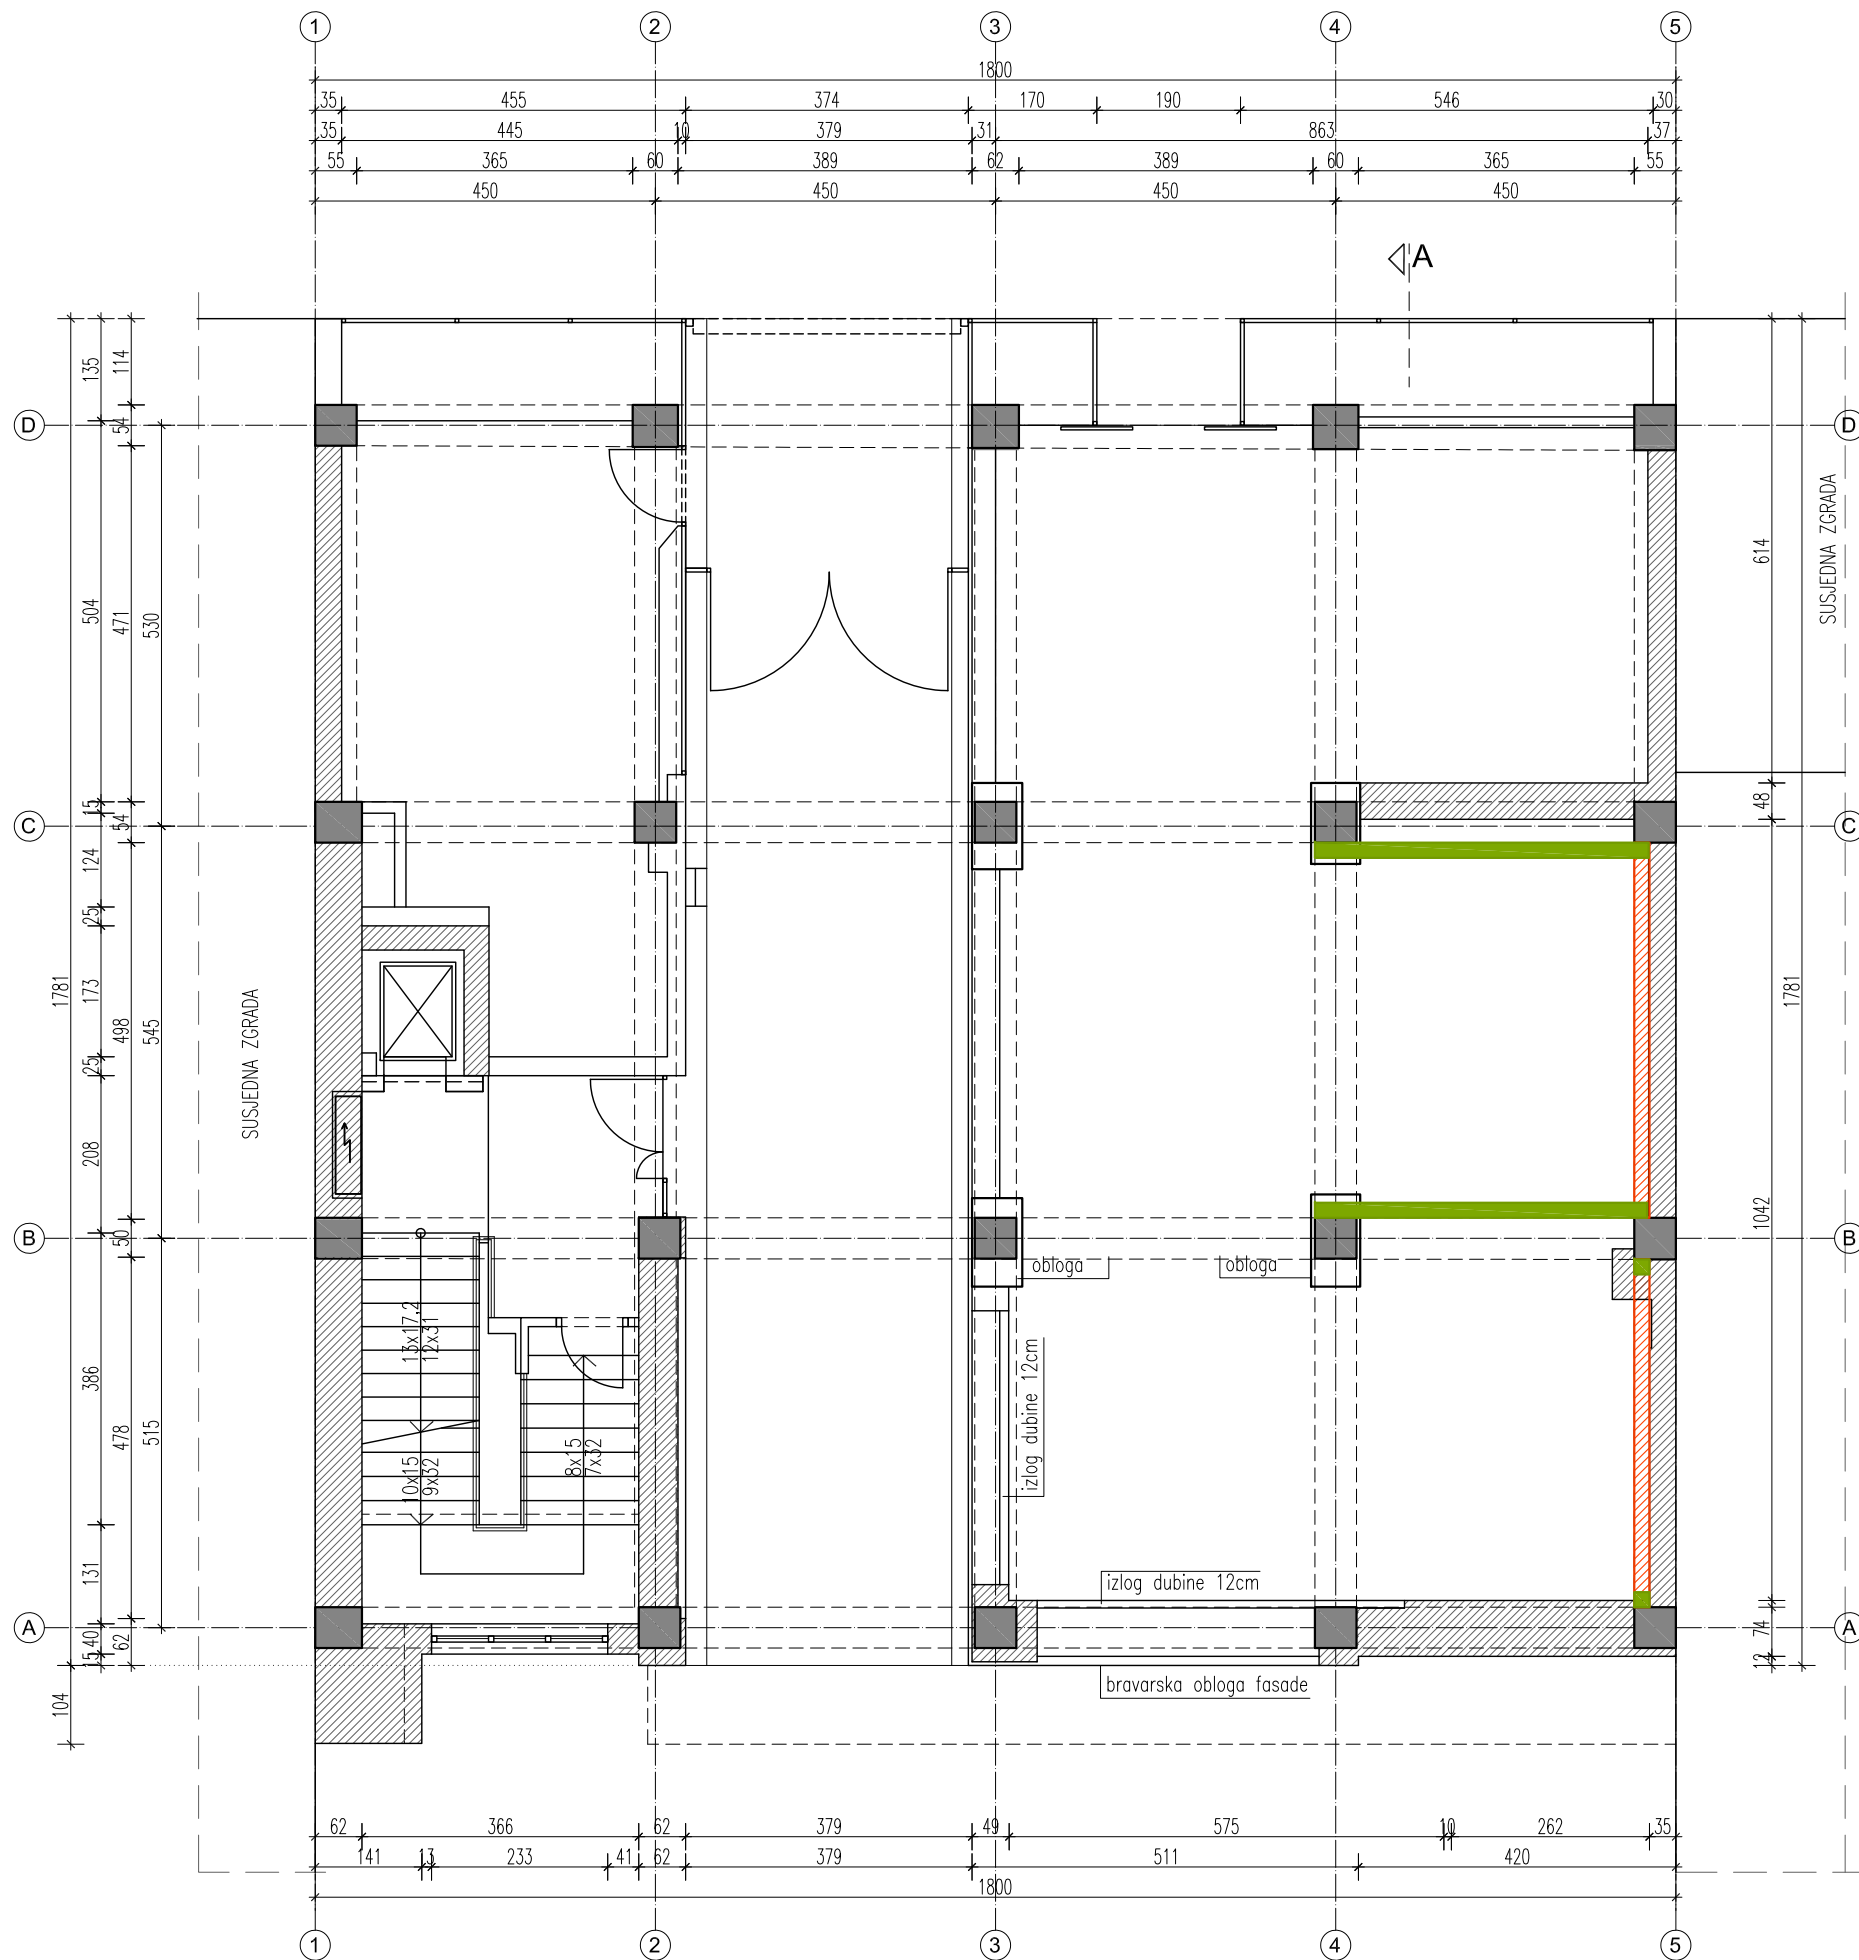 1 2 3 4 5
1800
35 455 374 170 190 546 30
35 445 10 379 31 863 37
55 365 60 389 62 389 60 365 55
450 450 450 450
A
D D
C C
B B
A A
1781
104
135
504
15
124
25
173
25
208
386
131
40
15
114
54
471
54
498
50
478
62
530
545
515
SUSJEDNA ZGRADA
SUSJEDNA ZGRADA
614
48
1042
74
12
1781
obloga
obloga
izlog dubine 12cm
izlog dubine 12cm
bravarska obloga fasade
13x17,2
12x31
10x15
9x32
8x15
7x32
62 366 62 379 49 575 10 262 35
141 13 233 41 62 379 511 420
1800
1 2 3 4 5